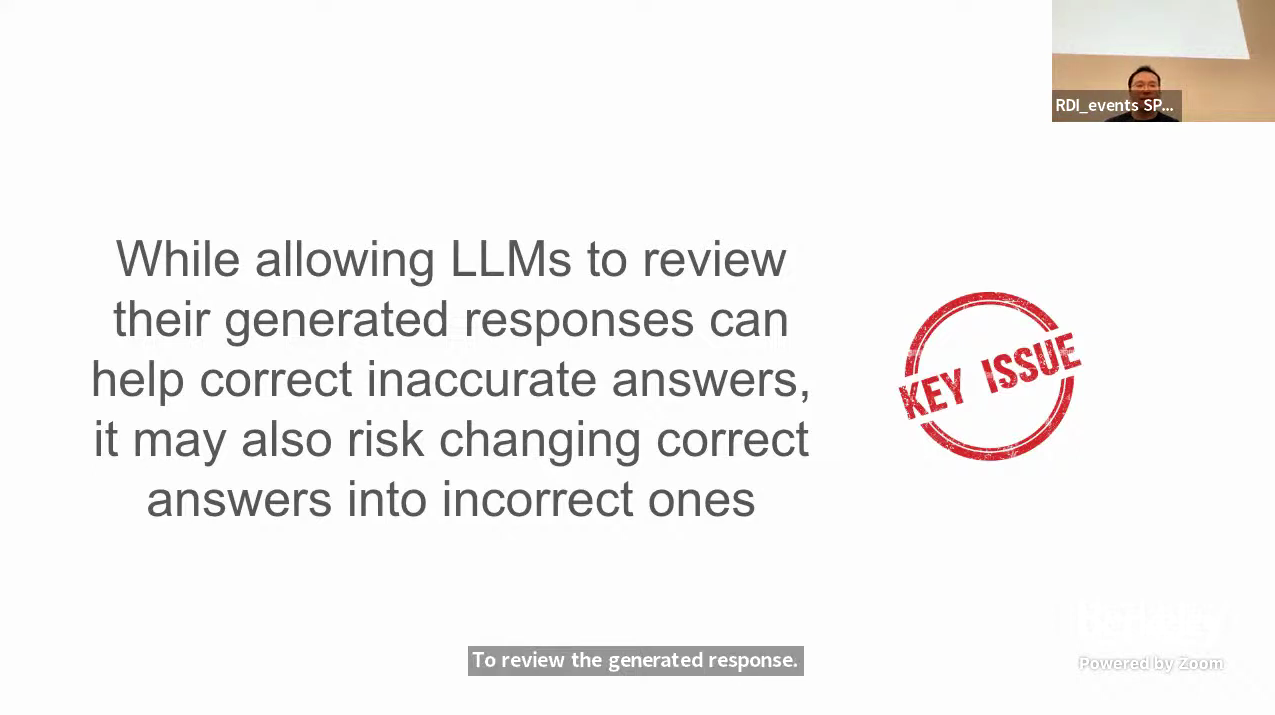 RDI_events SP...
While allowing LLMs to review
their generated responses can
help correct inaccurate answers,
it may also risk changing correct
answers into incorrect ones
KEY ISSUE
To review the generated response.
Powered by Zoom